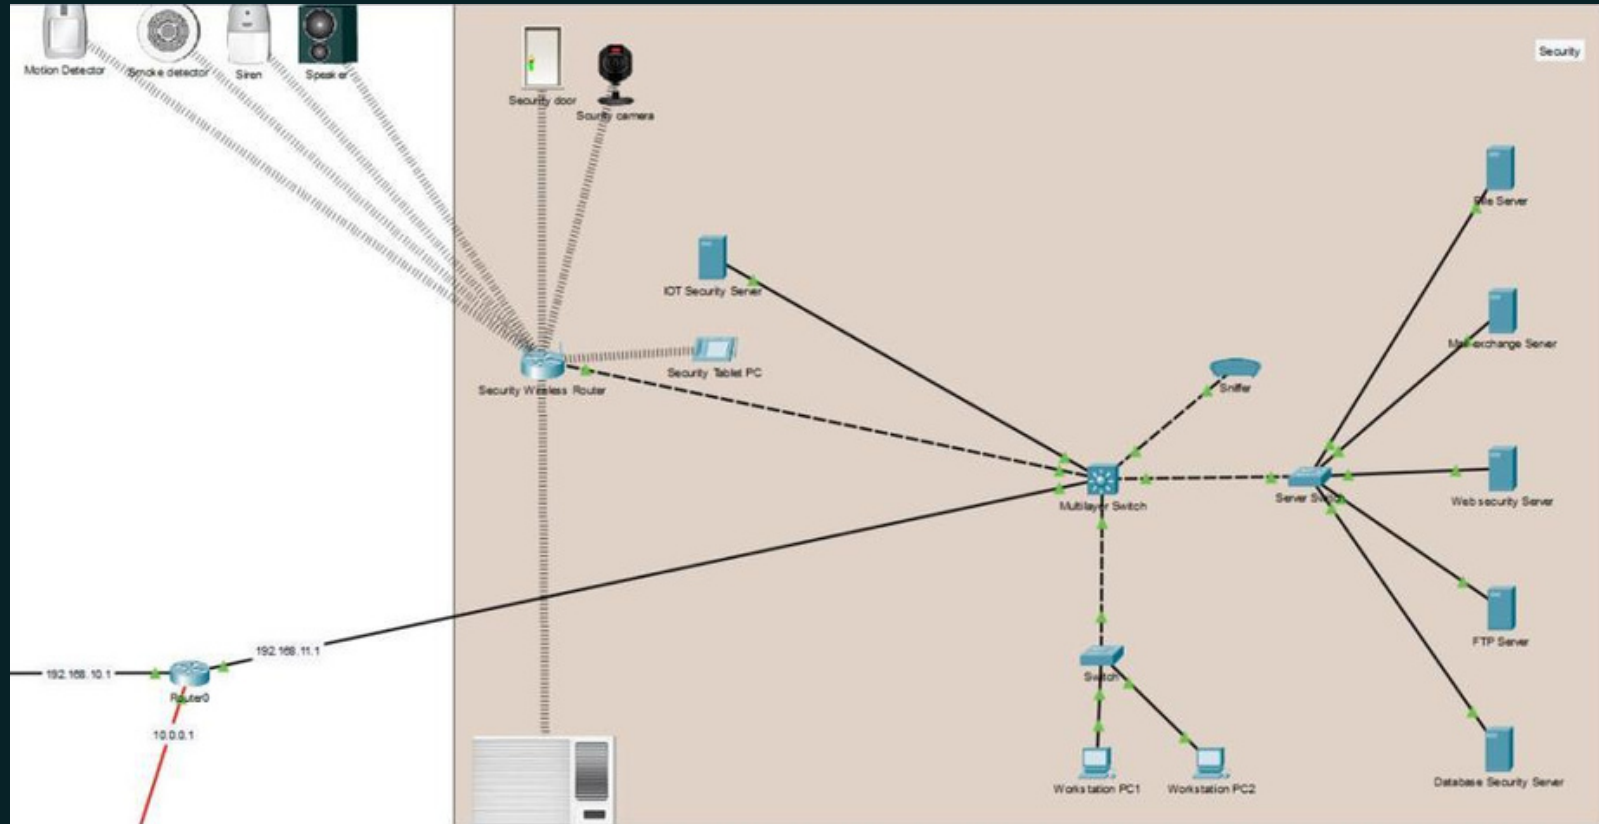 Motion Detector
Smoke detector
Siren
Speaker
Security door
Scurity camera
Security
File Server
IOT Security Server
Mail exchange Server
Security Tablet PC
Security Wireless Router
Sniffer
Multilayer Switch
Server Switch
Web security Server
192.168.11.1
192.168.10.1
Router0
10.0.0.1
Switch
FTP Server
Workstation PC1
Workstation PC2
Database Security Server